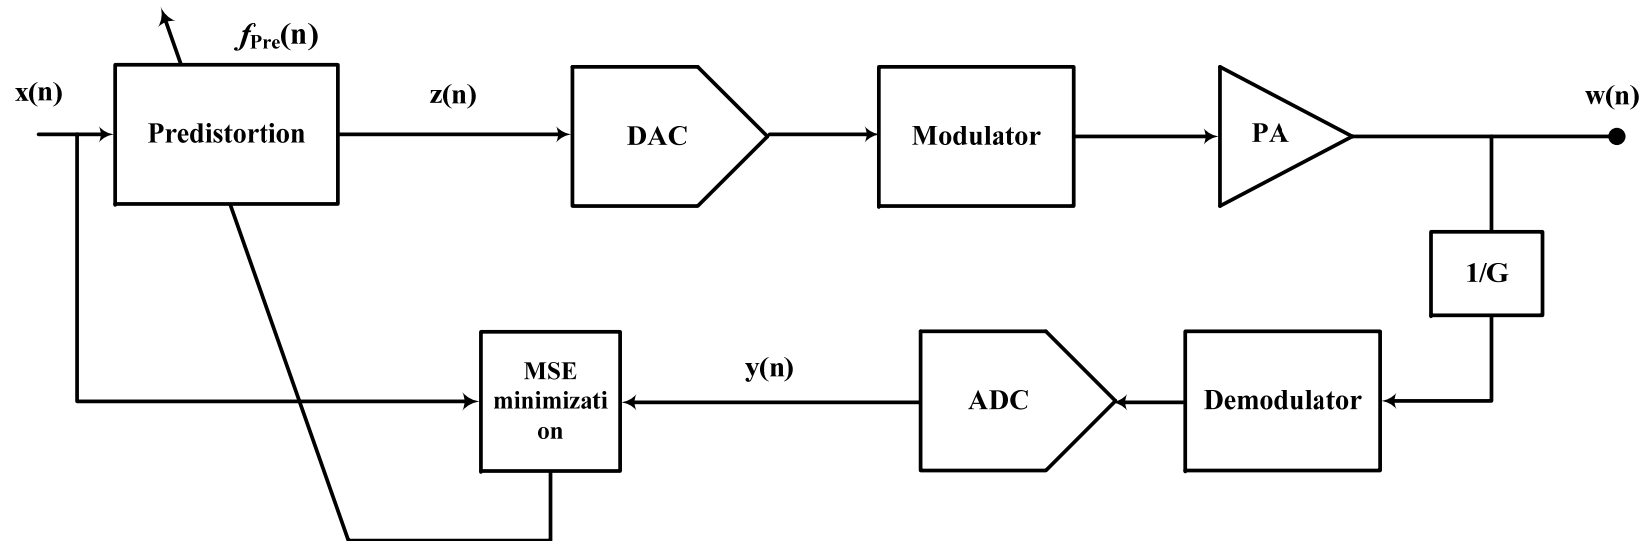 f_Pre(n)
x(n)
z(n)
w(n)
Predistortion
DAC
Modulator
PA
1/G
MSE
minimizati
on
y(n)
ADC
Demodulator